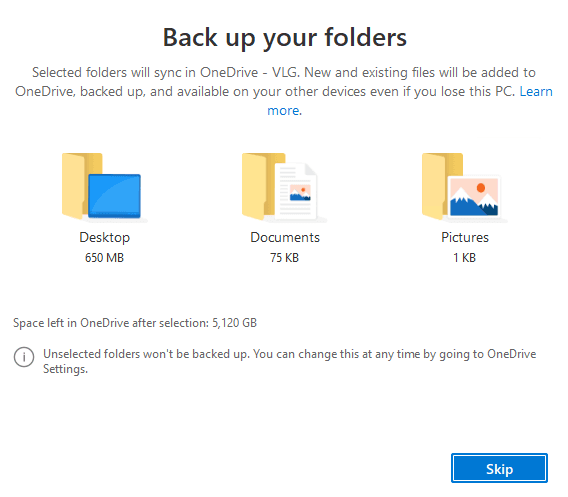 Back up your folders
Selected folders will sync in OneDrive - VLG. New and existing files will be added to
OneDrive, backed up, and available on your other devices even if you lose this PC. Learn
more.
Desktop
650 MB
Documents
75 KB
Pictures
1 KB
Space left in OneDrive after selection: 5,120 GB
Unselected folders won't be backed up. You can change this at any time by going to OneDrive
Settings.
Skip